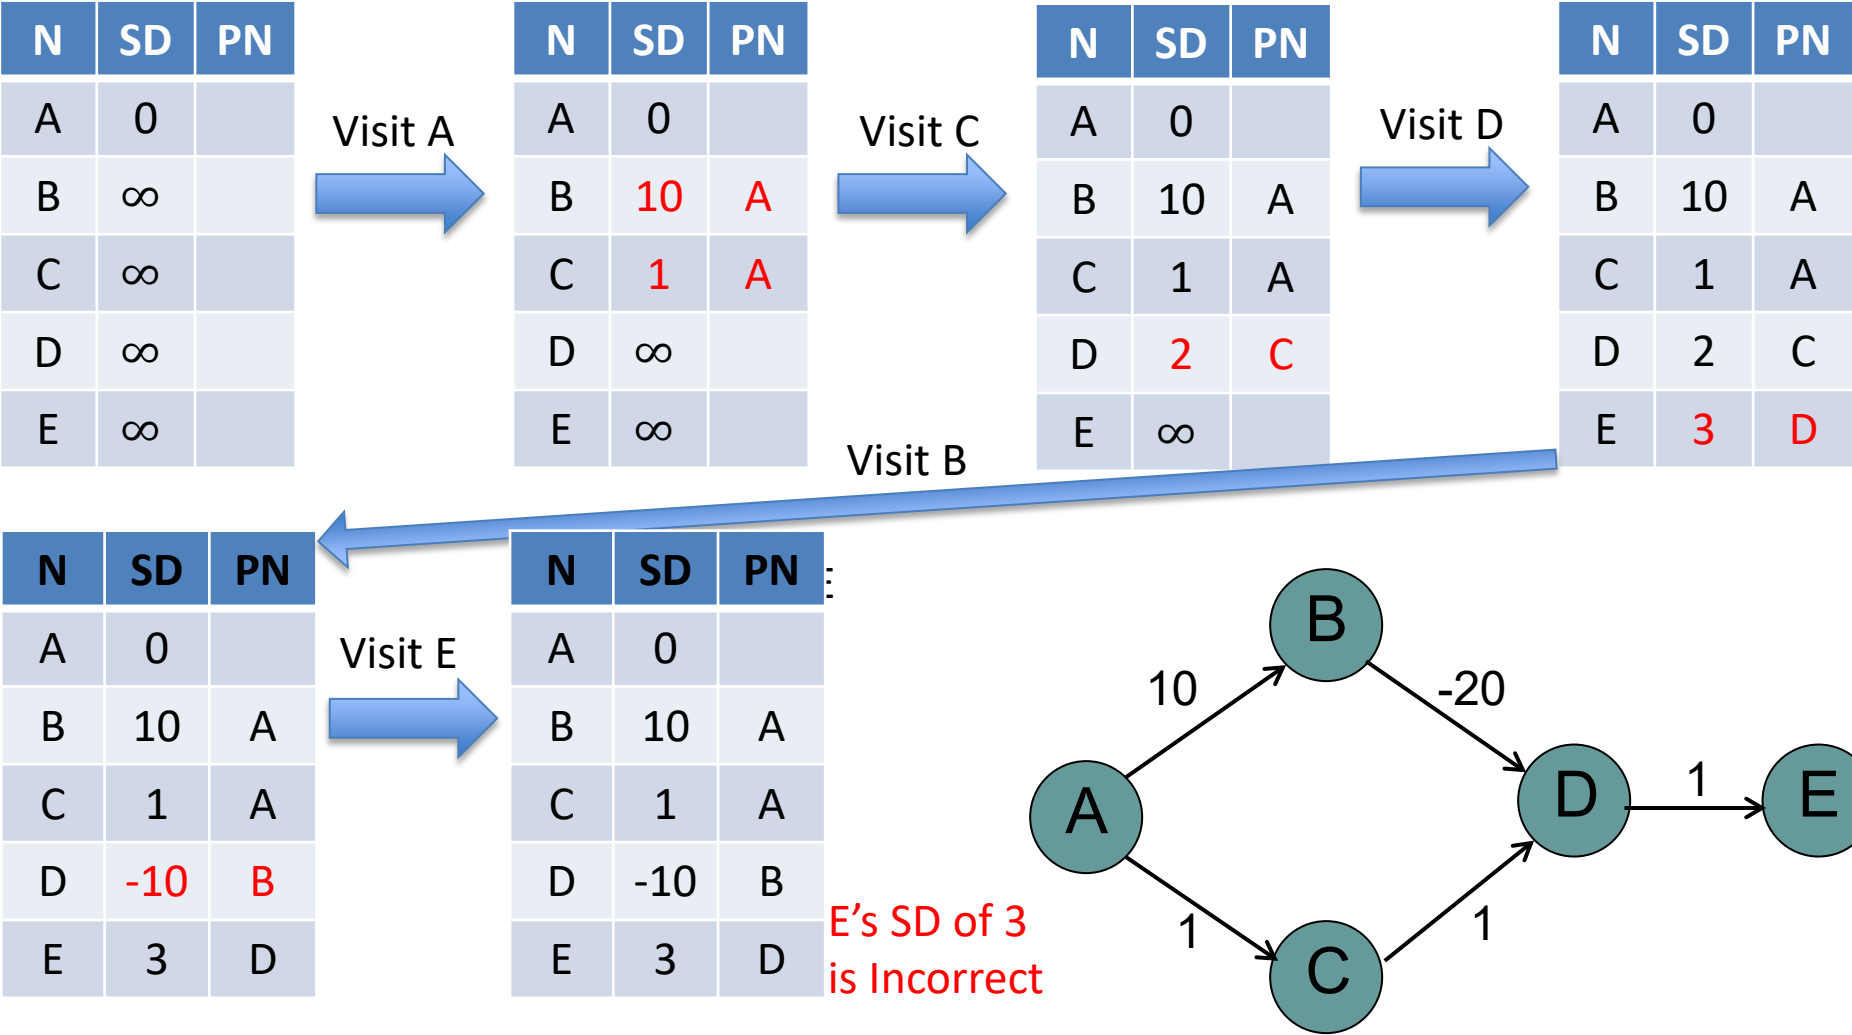 N SD PN
A 0
B ∞
C ∞
D ∞
E ∞
Visit A
N SD PN
A 0
B 10 A
C 1 A
D ∞
E ∞
Visit C
N SD PN
A 0
B 10 A
C 1 A
D 2 C
E ∞
Visit D
N SD PN
A 0
B 10 A
C 1 A
D 2 C
E 3 D
Visit B
N SD PN
A 0
B 10 A
C 1 A
D -10 B
E 3 D
Visit E
N SD PN
A 0
B 10 A
C 1 A
D -10 B
E 3 D
E's SD of 3
is Incorrect
B
10
-20
A
D
1
E
1
1
C